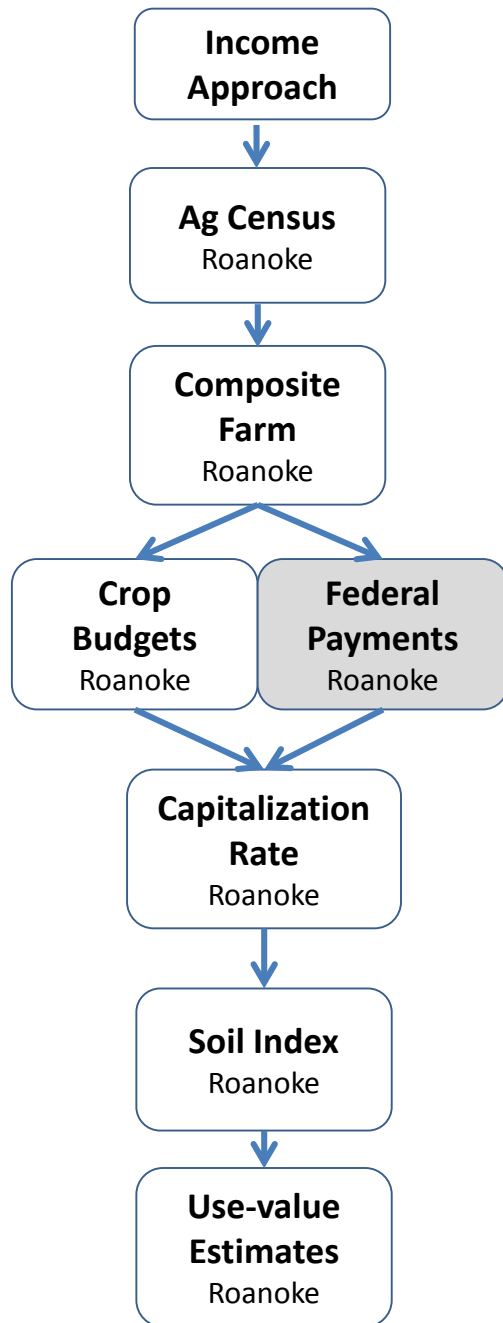 Income
Approach
Ag Census
Roanoke
Composite
Farm
Roanoke
Crop
Budgets
Roanoke
Federal
Payments
Roanoke
Capitalization
Rate
Roanoke
Soil Index
Roanoke
Use-value
Estimates
Roanoke